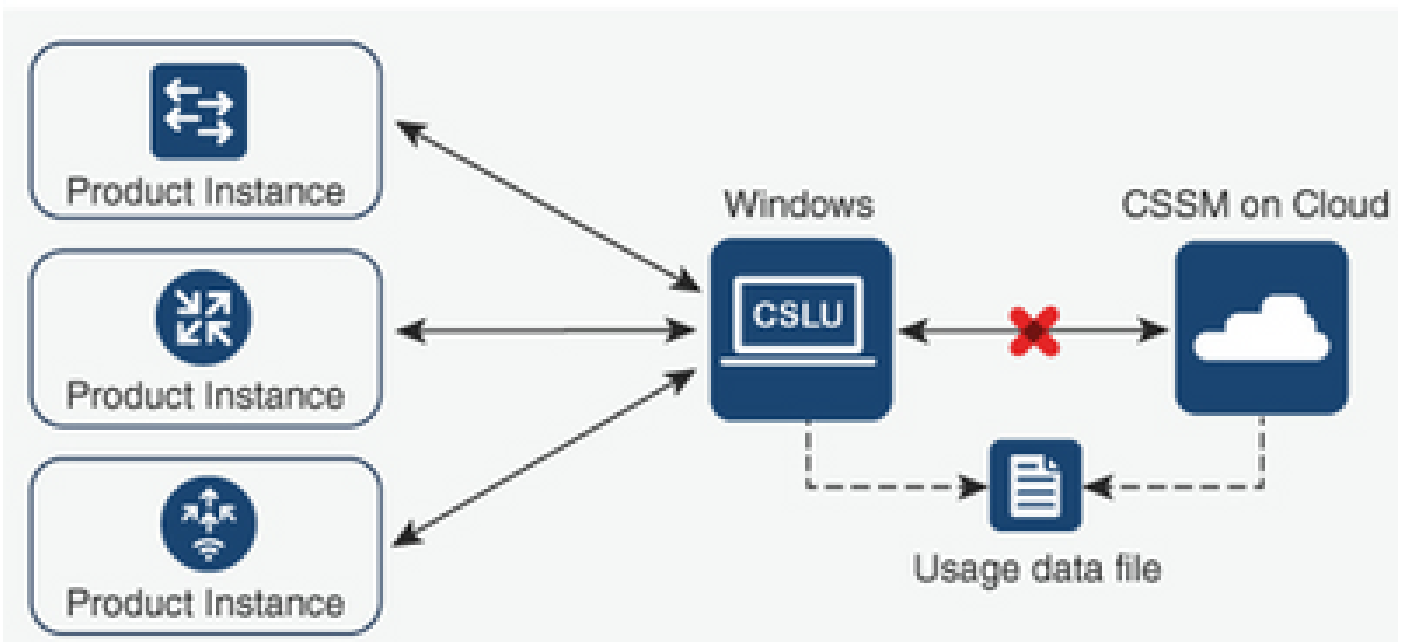 Product Instance
Product Instance
Product Instance
Windows
CSLU
CSSM on Cloud
Usage data file